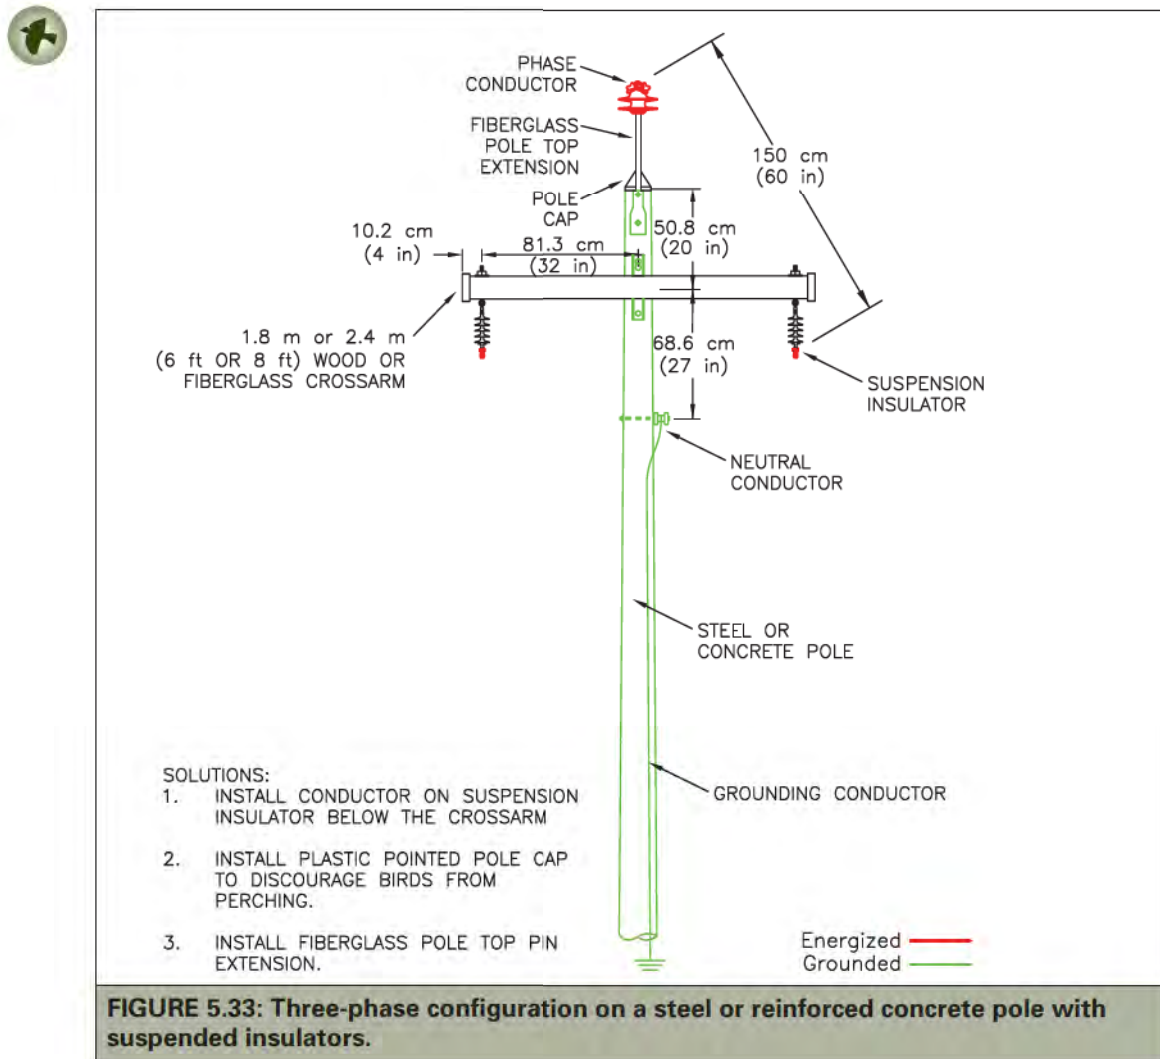 PHASE
CONDUCTOR
FIBERGLASS
POLE TOP
EXTENSION
POLE
CAP
150 cm
(60 in)
10.2 cm
(4 in)
81.3 cm
(32 in)
50.8 cm
(20 in)
1.8 m or 2.4 m
(6 ft OR 8 ft) WOOD OR
FIBERGLASS CROSSARM
68.6 cm
(27 in)
SUSPENSION
INSULATOR
NEUTRAL
CONDUCTOR
STEEL OR
CONCRETE POLE
GROUNDING CONDUCTOR
SOLUTIONS:
1. INSTALL CONDUCTOR ON SUSPENSION
INSULATOR BELOW THE CROSSARM
2. INSTALL PLASTIC POINTED POLE CAP
TO DISCOURAGE BIRDS FROM
PERCHING.
3. INSTALL FIBERGLASS POLE TOP PIN
EXTENSION.
Energized
Grounded
FIGURE 5.33: Three-phase configuration on a steel or reinforced concrete pole with
suspended insulators.